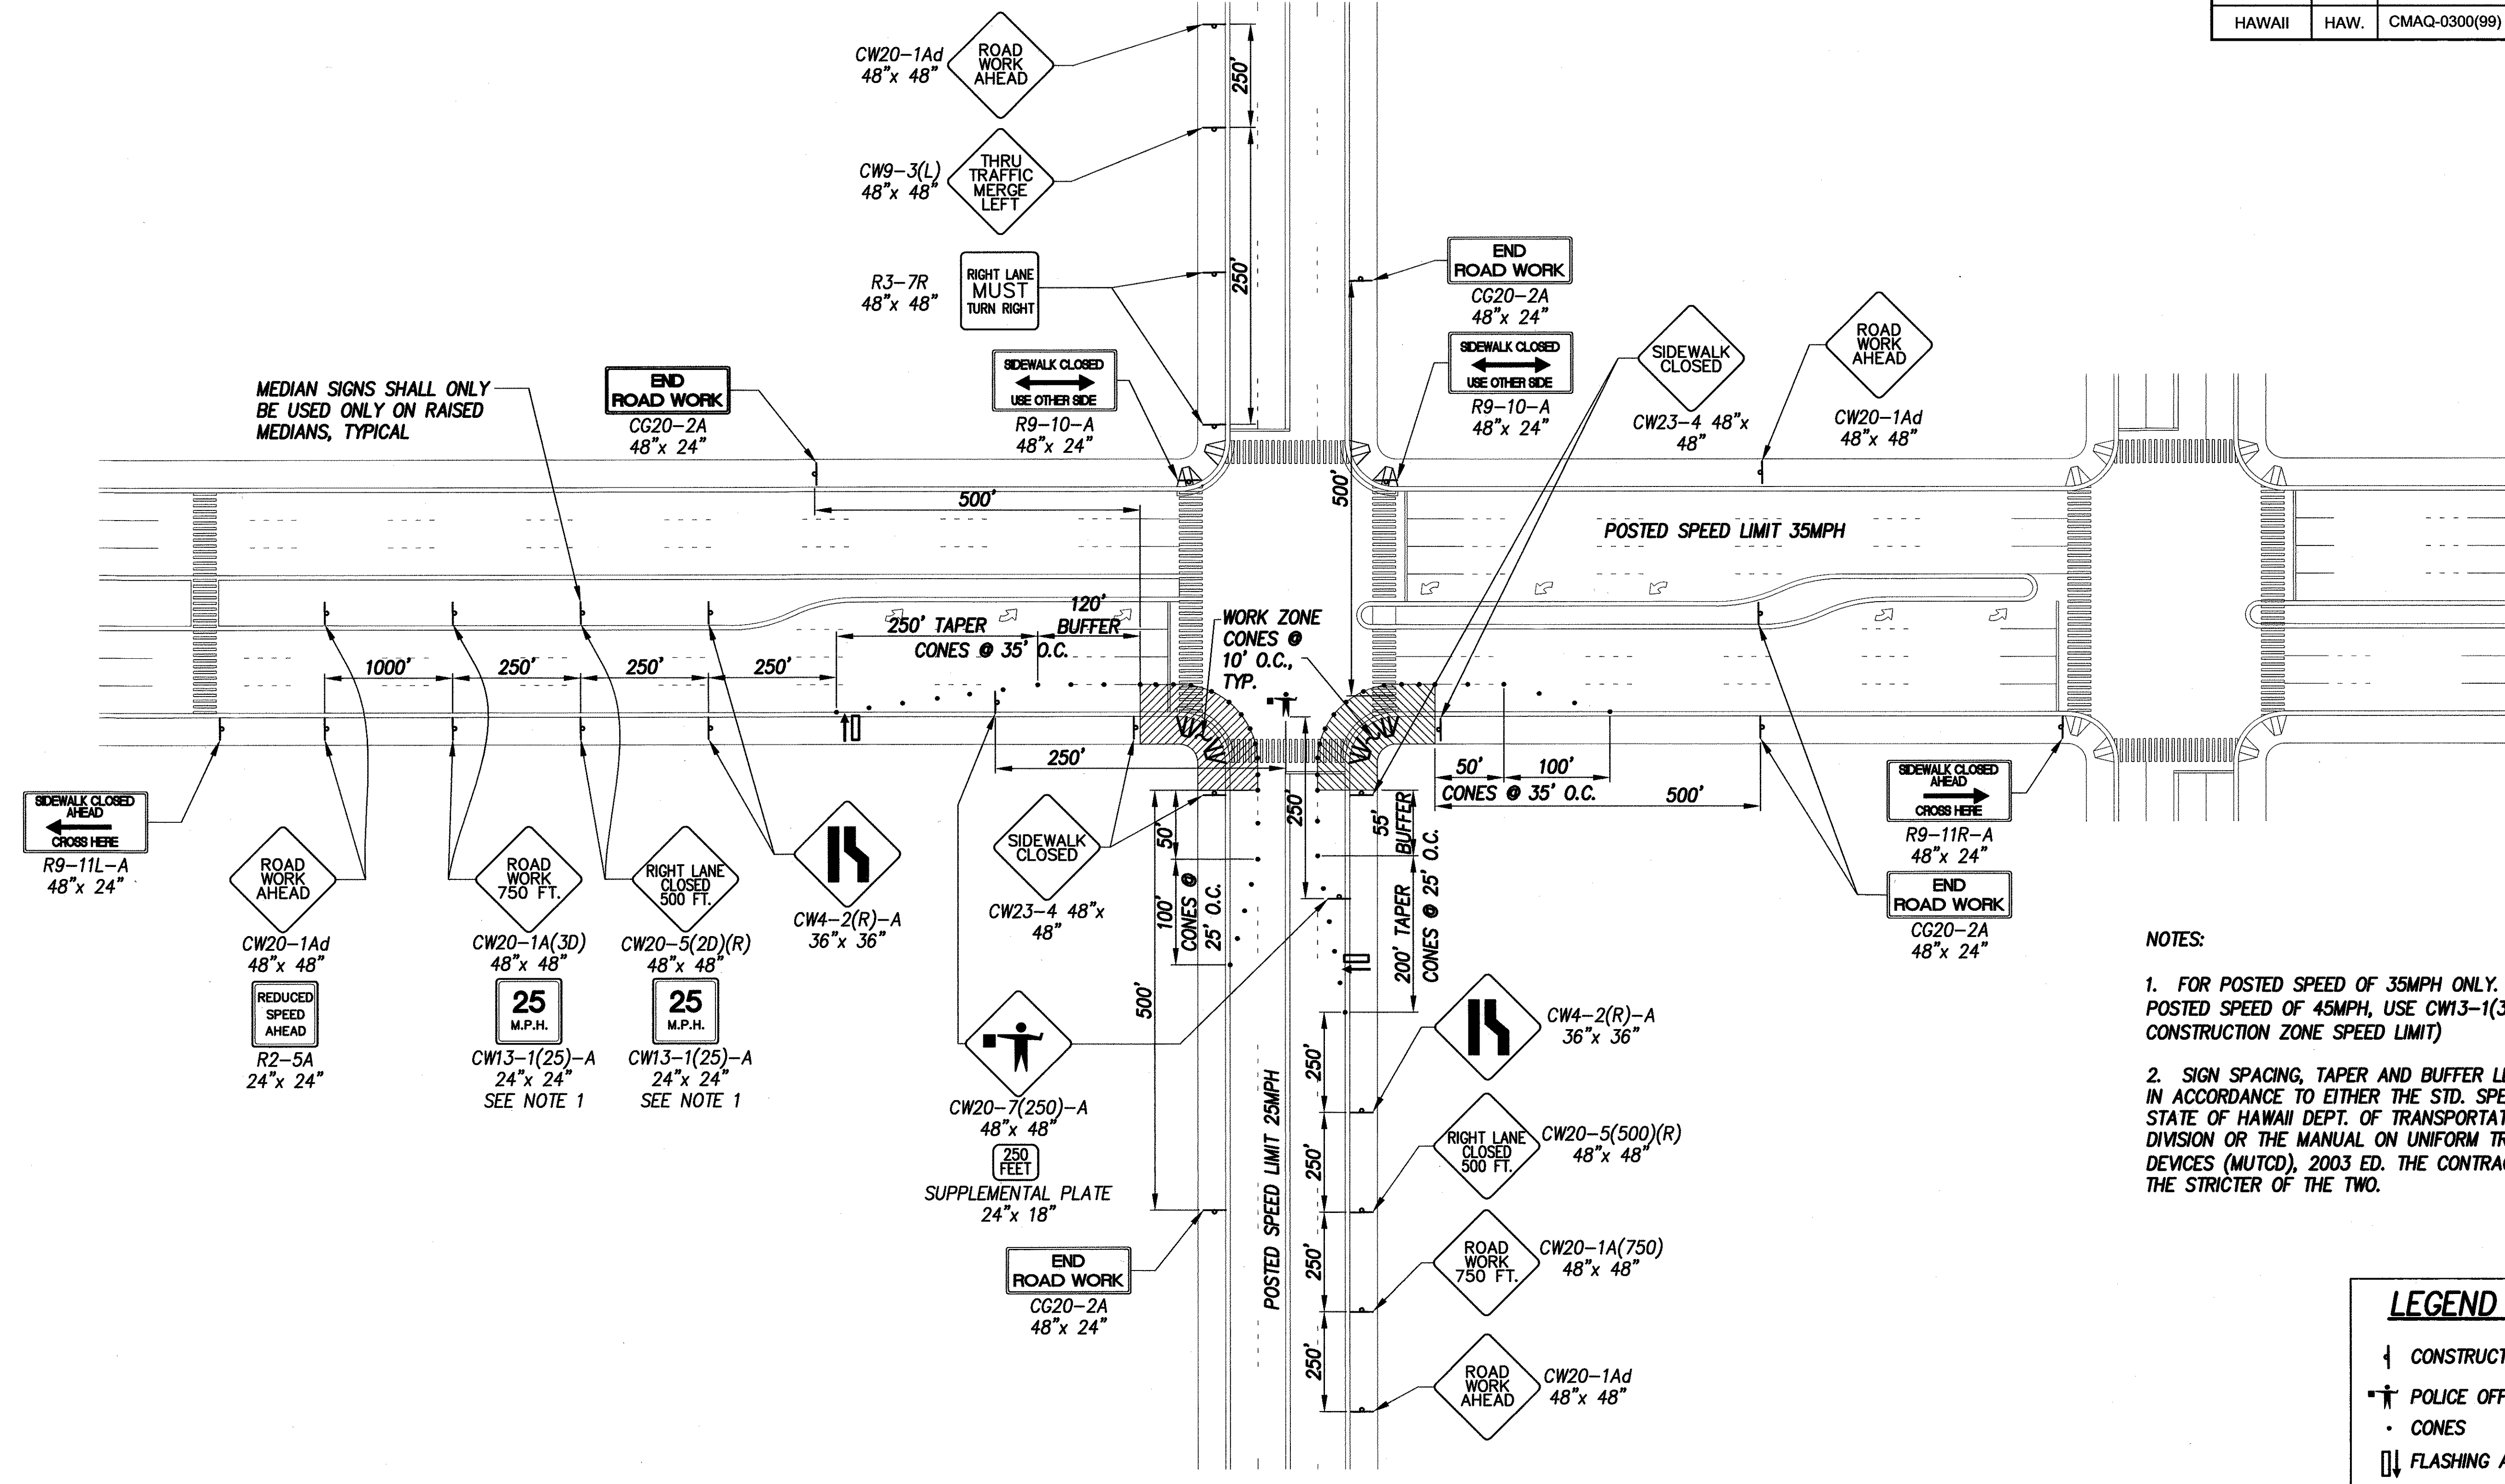 HAWAII HAW. CMAQ-0300(99)
CW20-1Ad
48"x 48"
ROAD
WORK
AHEAD
250'
CW9-3(L)
48"x 48"
THRU
TRAFFIC
MERGE
LEFT
250'
R3-7R
48"x 48"
RIGHT LANE
MUST
TURN RIGHT
END
ROAD WORK
CG20-2A
48"x 24"
SIDEWALK CLOSED
USE OTHER SIDE
R9-10-A
48"x 24"
SIDEWALK CLOSED
USE OTHER SIDE
R9-10-A
48"x 24"
SIDEWALK
CLOSED
CW23-4 48"x
48"
ROAD
WORK
AHEAD
CW20-1Ad
48"x 48"
MEDIAN SIGNS SHALL ONLY
BE USED ONLY ON RAISED
MEDIANS, TYPICAL
END
ROAD WORK
CG20-2A
48"x 24"
500'
500'
POSTED SPEED LIMIT 35MPH
250' TAPER
120'
BUFFER
CONES @ 35' O.C.
WORK ZONE
CONES @
10' O.C.,
TYP.
1000'
250'
250'
250'
250'
250'
50'
100'
CONES @ 35' O.C.
500'
SIDEWALK CLOSED
AHEAD
CROSS HERE
R9-11L-A
48"x 24"
ROAD
WORK
AHEAD
CW20-1Ad
48"x 48"
REDUCED
SPEED
AHEAD
R2-5A
24"x 24"
ROAD
WORK
750 FT.
CW20-1A(3D)
48"x 48"
25
M.P.H.
CW13-1(25)-A
24"x 24"
SEE NOTE 1
RIGHT LANE
CLOSED
500 FT.
CW20-5(2D)(R)
48"x 48"
25
M.P.H.
CW13-1(25)-A
24"x 24"
SEE NOTE 1
CW4-2(R)-A
36"x 36"
SIDEWALK
CLOSED
CW23-4 48"x
48"
50'
100'
CONES @
25' O.C.
500'
55'
BUFFER
200' TAPER
CONES @ 25' O.C.
SIDEWALK CLOSED
AHEAD
CROSS HERE
R9-11R-A
48"x 24"
END
ROAD WORK
CG20-2A
48"x 24"
CW20-7(250)-A
48"x 48"
250
FEET
SUPPLEMENTAL PLATE
24"x 18"
END
ROAD WORK
CG20-2A
48"x 24"
POSTED SPEED LIMIT 25MPH
250'
250'
250'
250'
CW4-2(R)-A
36"x 36"
RIGHT LANE
CLOSED
500 FT.
CW20-5(500)(R)
48"x 48"
ROAD
WORK
750 FT.
CW20-1A(750)
48"x 48"
ROAD
WORK
AHEAD
CW20-1Ad
48"x 48"
NOTES:
1. FOR POSTED SPEED OF 35MPH ONLY.
POSTED SPEED OF 45MPH, USE CW13-1(3
CONSTRUCTION ZONE SPEED LIMIT)
2. SIGN SPACING, TAPER AND BUFFER
IN ACCORDANCE TO EITHER THE STD. SPE
STATE OF HAWAII DEPT. OF TRANSPORTAT
DIVISION OR THE MANUAL ON UNIFORM TR
DEVICES (MUTCD), 2003 ED. THE CONTRAC
THE STRICTER OF THE TWO.
LEGEND
CONSTRUCT
POLICE OFF
CONES
FLASHING A